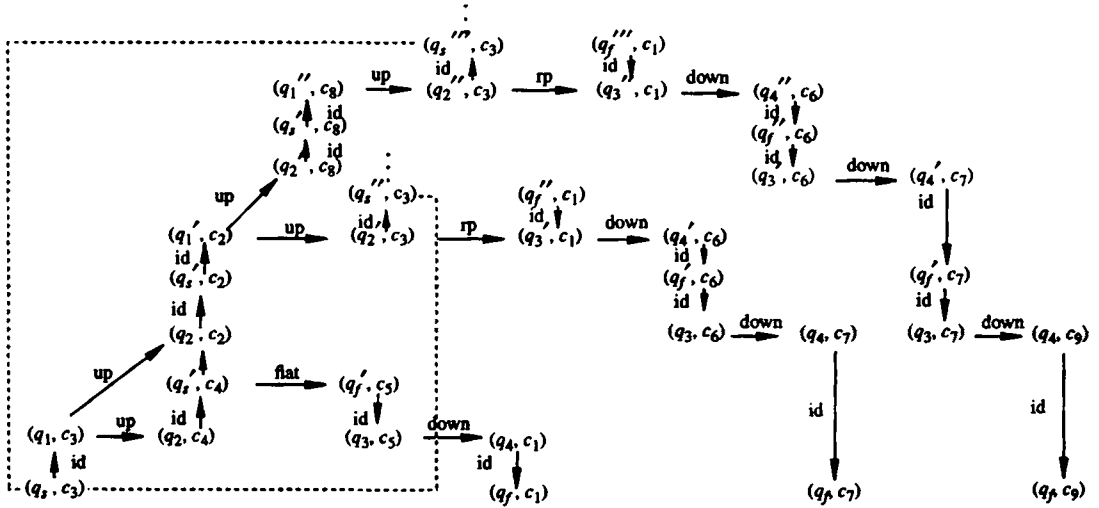 (q_s''', c_3) (q_f''', c_1)
id up id down
(q_1'', c_8) (q_2'', c_3) rp (q_3'', c_1) (q_4'', c_6)
id id
(q_s'', c_8) (q_f'', c_6)
id id
(q_2', c_8) (q_3', c_6) down (q_4', c_7)
up (q_s'', c_3) (q_f'', c_1) id
id id down
(q_1', c_2) up (q_2', c_3) rp (q_3', c_1) (q_4', c_6)
id id
(q_s', c_2) (q_f', c_6) (q_f', c_7)
id id id
(q_2, c_2) (q_3, c_6) down (q_4, c_7) (q_3, c_7) down (q_4, c_9)
up
(q_s', c_4) flat (q_f', c_5)
id id id id
(q_1, c_3) up (q_2, c_4) (q_3, c_5) down (q_4, c_1)
id id
(q_s, c_3) (q_f, c_1) (q_f, c_7) (q_f, c_9)